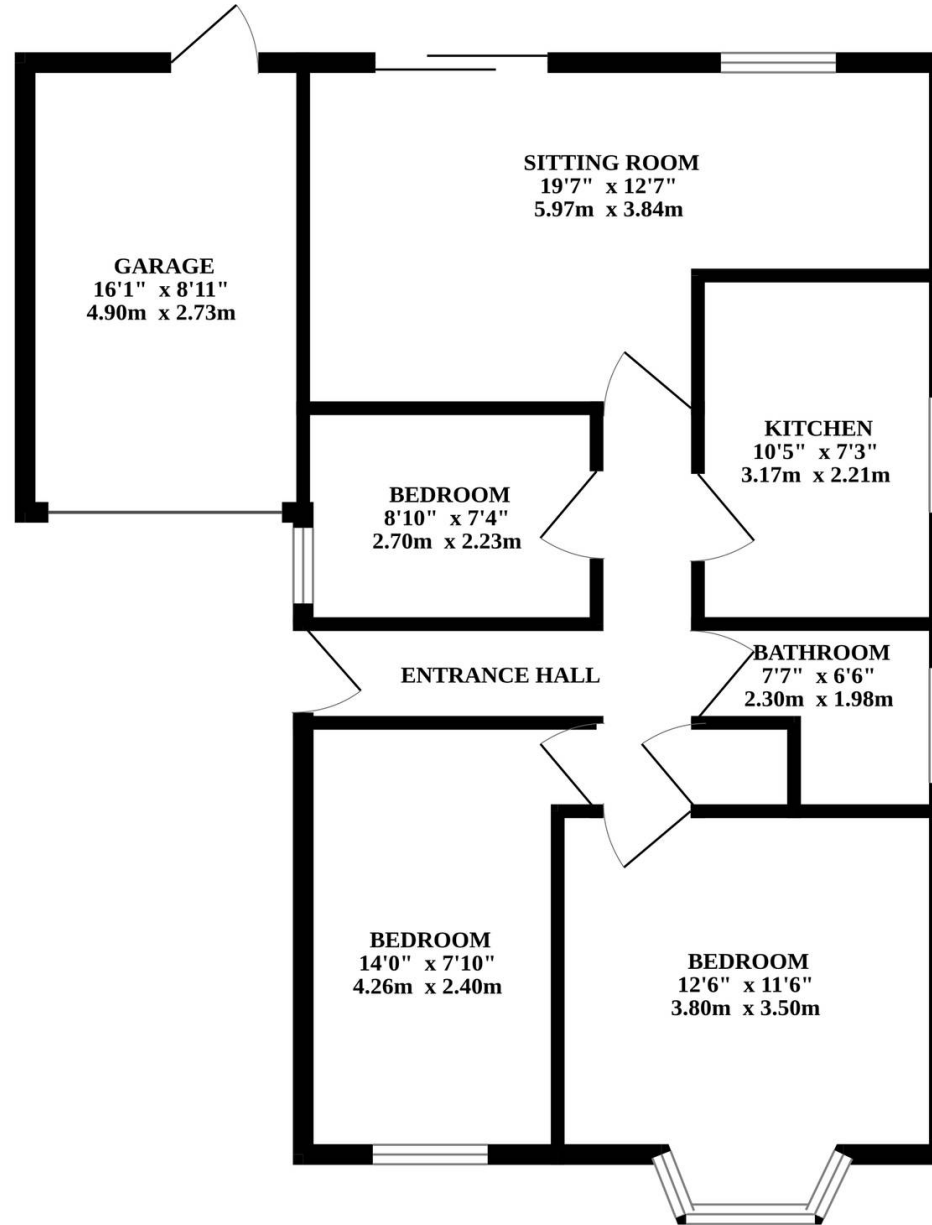 SITTING ROOM
19'7" x 12'7"
5.97m x 3.84m
GARAGE
16'1" x 8'11"
4.90m x 2.73m
KITCHEN
10'5" x 7'3"
3.17m x 2.21m
BEDROOM
8'10" x 7'4"
2.70m x 2.23m
BATHROOM
7'7" x 6'6"
2.30m x 1.98m
ENTRANCE HALL
BEDROOM
14'0" x 7'10"
4.26m x 2.40m
BEDROOM
12'6" x 11'6"
3.80m x 3.50m